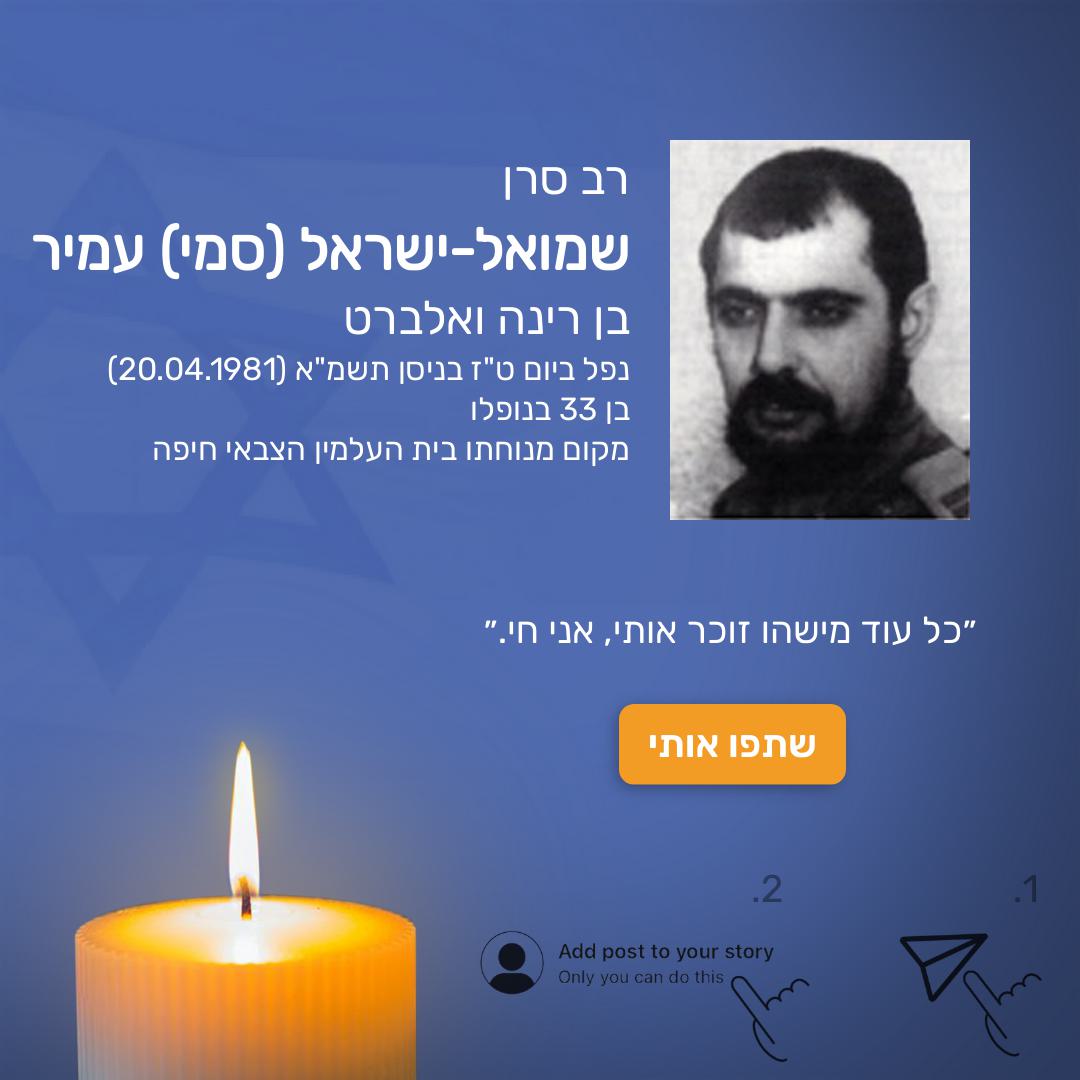 רב סרן
שמואל-ישראל (סמי) עמיר
בן רינה ואלברט
נפל ביום ט"ז בניסן תשמ"א (20.04.1981)
בן 33 בנופלו
מקום מנוחתו בית העלמין הצבאי חיפה
״כל עוד מישהו זוכר אותי, אני חי.״
שתפו אותי
1.
2.
Add post to your story
Only you can do this